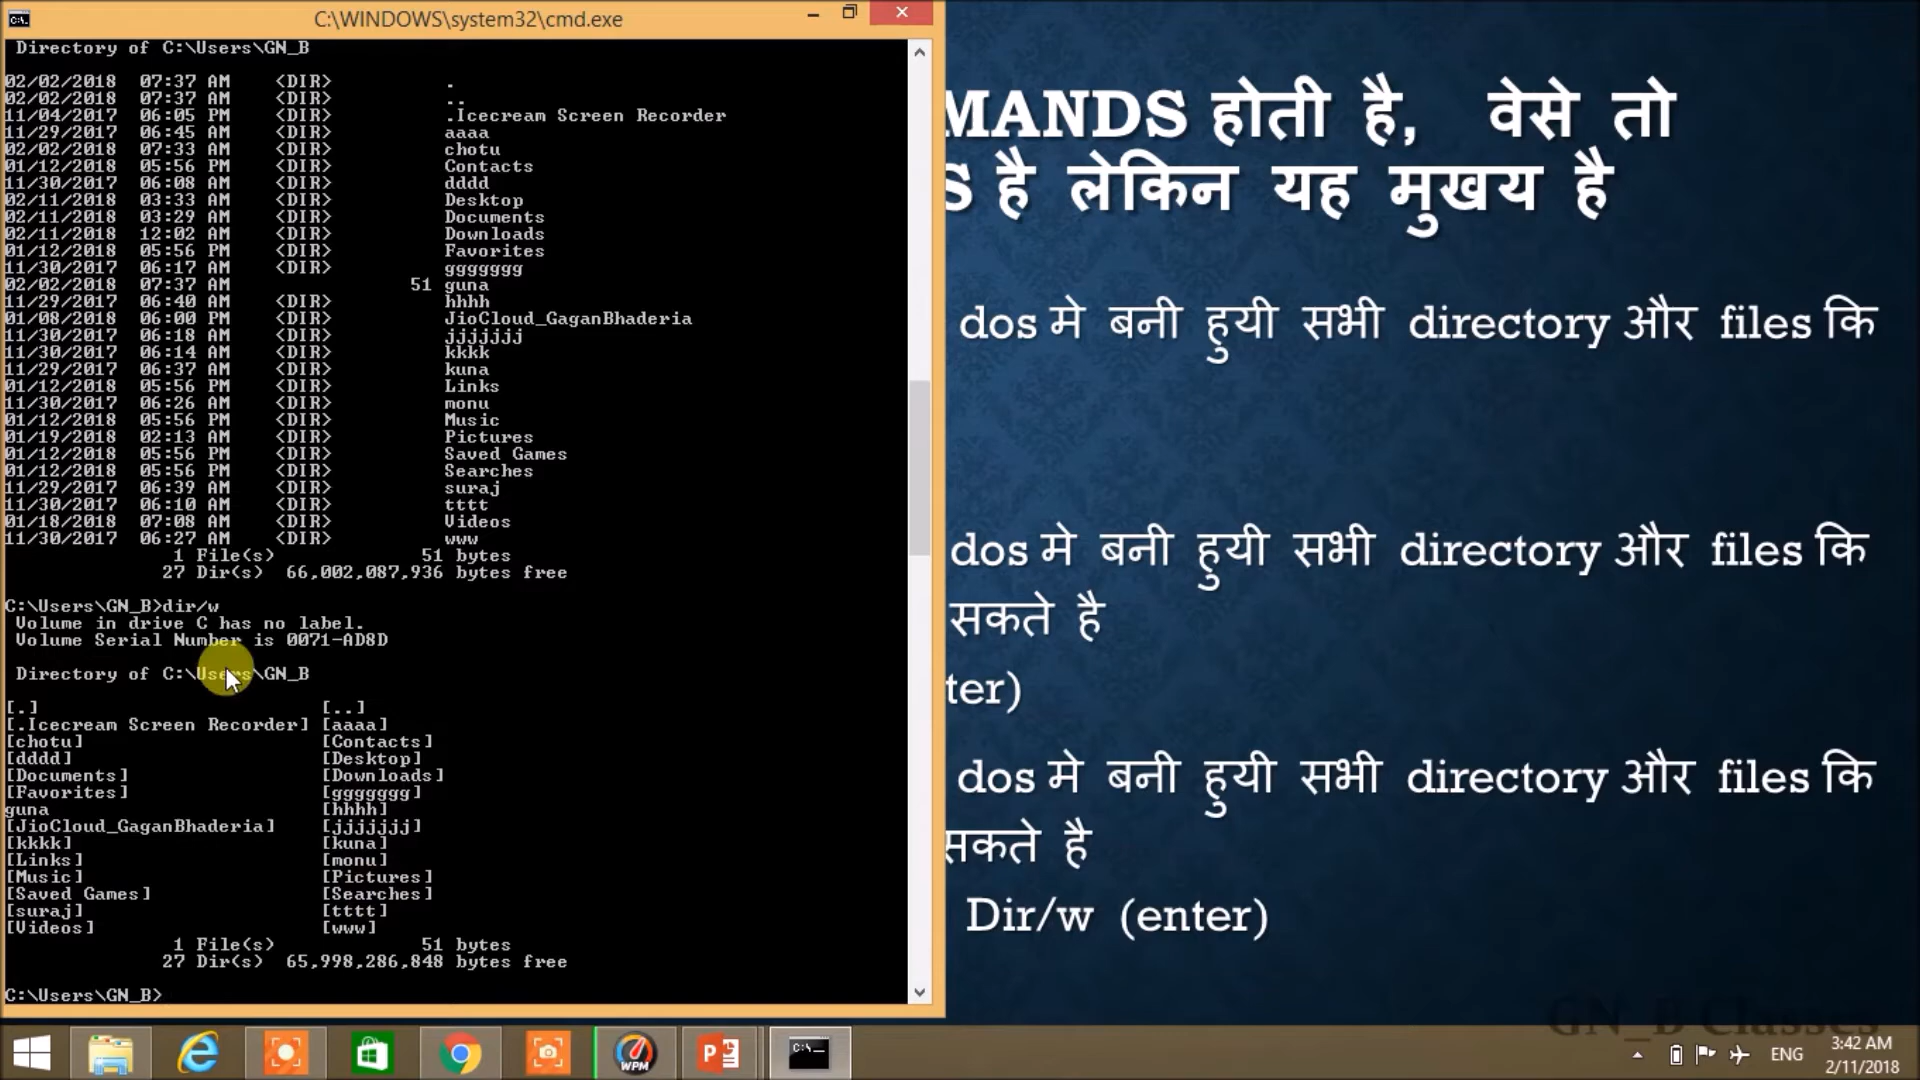 C:\WINDOWS\system32\cmd.exe
Directory of C:\Users\GN_B
02/02/2018 07:37 AM <DIR> .
02/02/2018 07:37 AM <DIR> ..
11/04/2017 06:05 PM <DIR> .Icecream Screen Recorder
11/29/2017 06:45 AM <DIR> aaaa
02/02/2018 07:33 AM <DIR> chotu
01/12/2018 05:56 PM <DIR> Contacts
11/30/2017 06:08 AM <DIR> dddd
02/11/2018 03:33 AM <DIR> Desktop
02/11/2018 03:29 AM <DIR> Documents
02/11/2018 12:02 AM <DIR> Downloads
01/12/2018 05:56 PM <DIR> Favorites
11/30/2017 06:17 AM <DIR> ggggggg
02/02/2018 07:37 AM 51 guna
11/29/2017 06:40 AM <DIR> hhhh
01/08/2018 06:00 PM <DIR> JioCloud_GaganBhaderia
11/30/2017 06:18 AM <DIR> jjjjjjj
11/30/2017 06:14 AM <DIR> kkkk
11/29/2017 06:37 AM <DIR> kuna
01/12/2018 05:56 PM <DIR> Links
11/30/2017 06:26 AM <DIR> monu
01/12/2018 05:56 PM <DIR> Music
01/19/2018 02:13 AM <DIR> Pictures
01/12/2018 05:56 PM <DIR> Saved Games
01/12/2018 05:56 PM <DIR> Searches
11/29/2017 06:39 AM <DIR> suraj
11/30/2017 06:10 AM <DIR> tttt
01/18/2018 07:08 AM <DIR> Videos
11/30/2017 06:27 AM <DIR> www
1 File(s) 51 bytes
27 Dir(s) 66,002,087,936 bytes free
C:\Users\GN_B>dir/w
Volume in drive C has no label.
Volume Serial Number is 0071-AD8D
Directory of C:\Users\GN_B
[.] [..]
[.Icecream Screen Recorder] [aaaa]
[chotu] [Contacts]
[dddd] [Desktop]
[Documents] [Downloads]
[Favorites] [ggggggg]
guna [hhhh]
[JioCloud_GaganBhaderia] [jjjjjjj]
[kkkk] [kuna]
[Links] [monu]
[Music] [Pictures]
[Saved Games] [Searches]
[suraj] [tttt]
[Videos] [www]
1 File(s) 51 bytes
27 Dir(s) 65,998,286,848 bytes free
C:\Users\GN_B>
MANDS होती है, वेसे तो
S है लेकिन यह मुखय है
dos मे बनी हुयी सभी directory और files कि
dos मे बनी हुयी सभी directory और files कि
सकते है
ter)
dos मे बनी हुयी सभी directory और files कि
सकते है
Dir/w (enter)
GN_D Classes
WPM
ENG
3:42 AM
2/11/2018